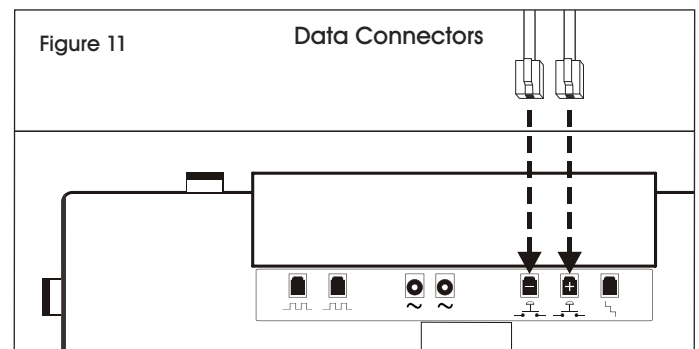 Figure 11
Data Connectors
− +
~ ~